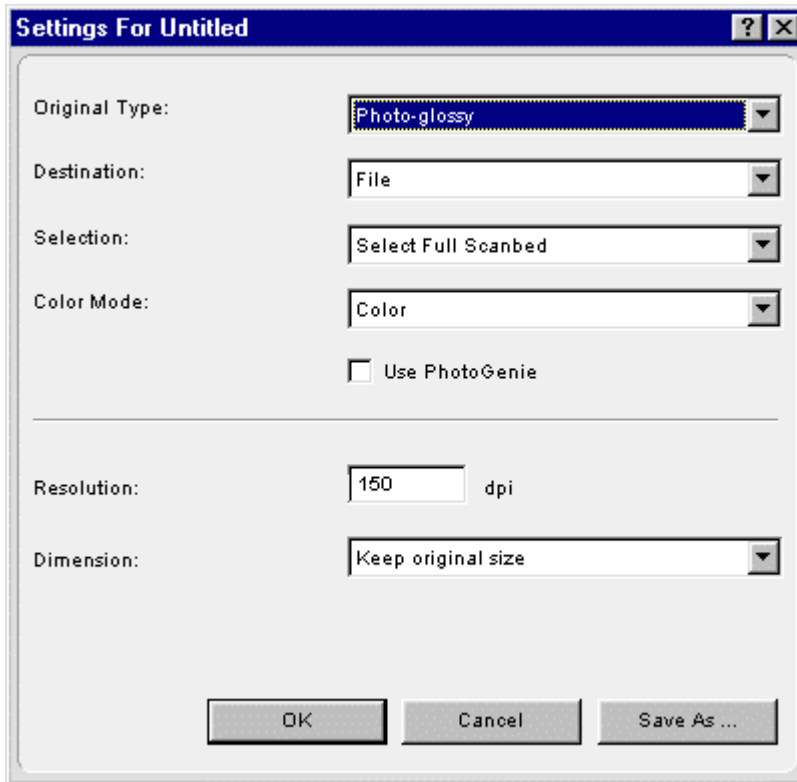 Settings For Untitled
Original Type: Photo-glossy
Destination: File
Selection: Select Full Scanbed
Color Mode: Color
Use PhotoGenie
Resolution: 150 dpi
Dimension: Keep original size
OK Cancel Save As ...